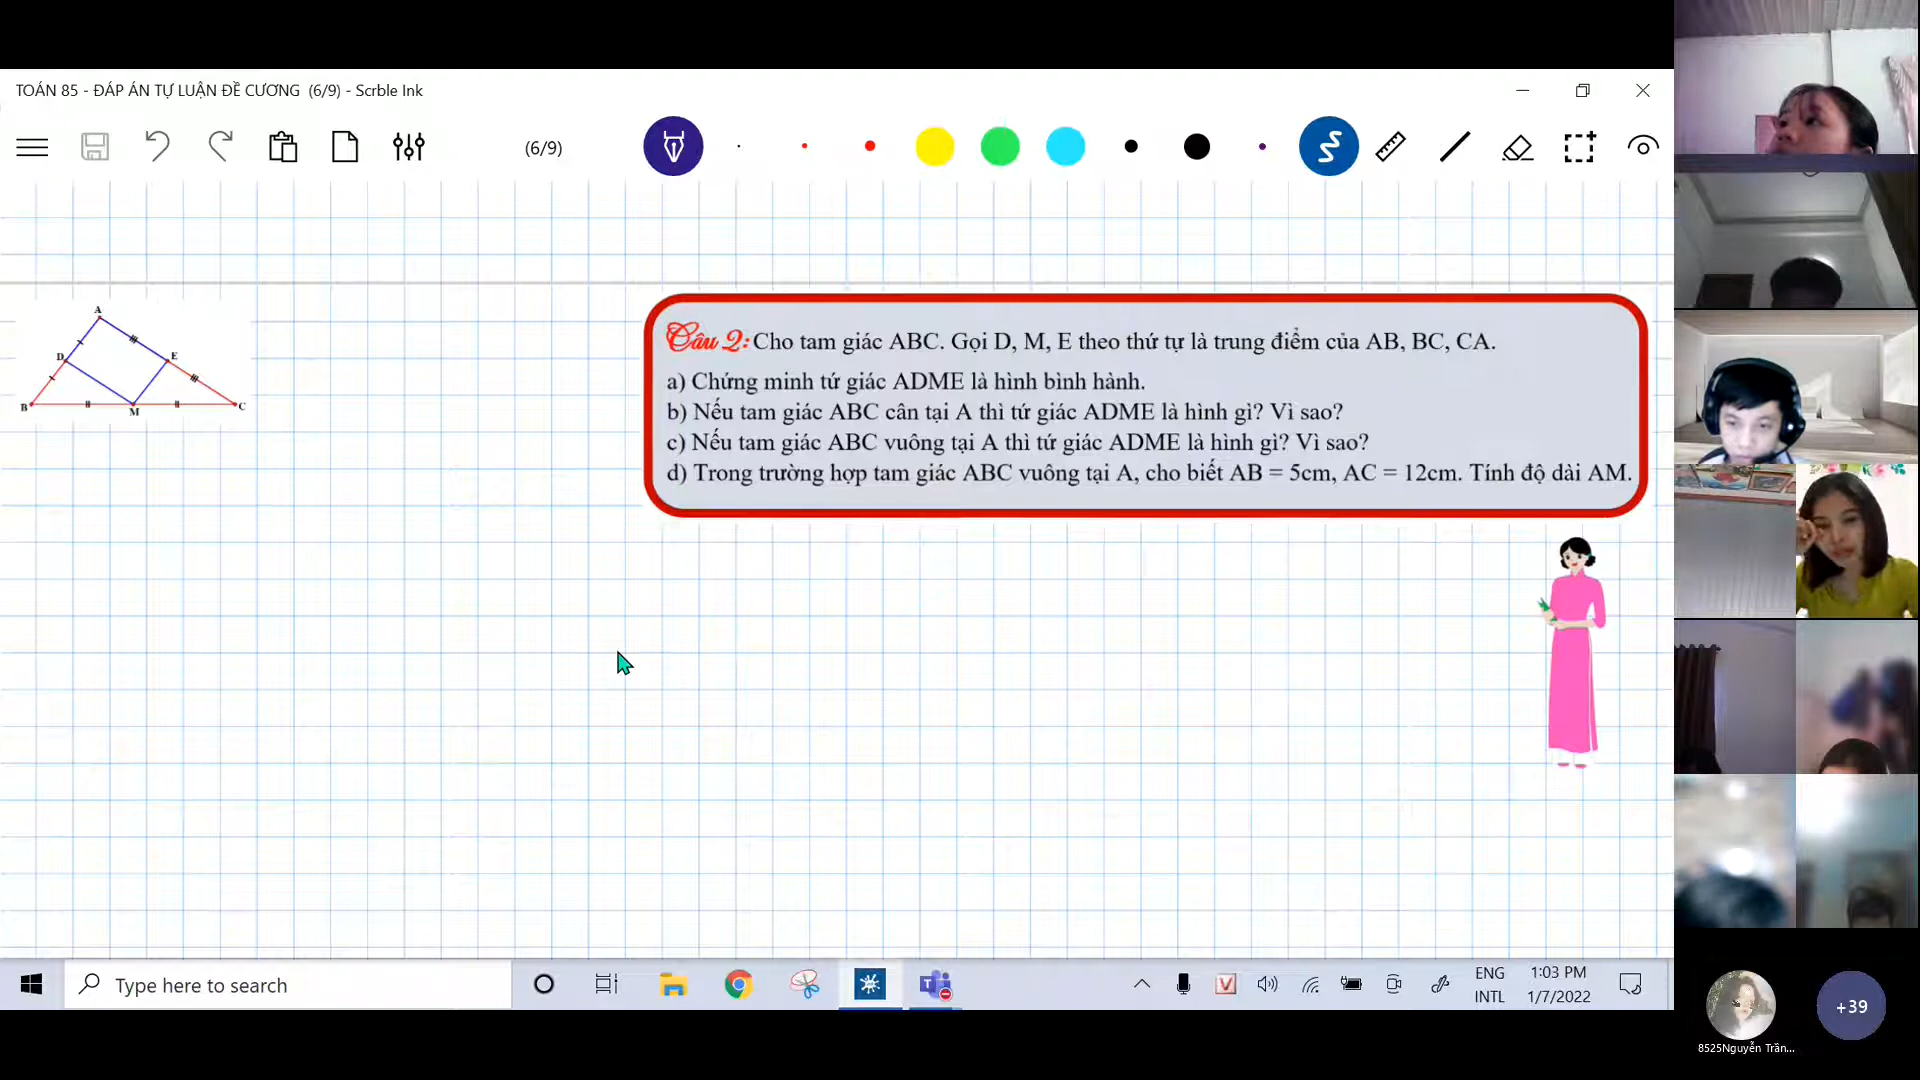 TOÁN 85 - ĐÁP ÁN TỰ LUẬN ĐỀ CƯƠNG (6/9) - Scrble Ink
(6/9)
A
D
E
B
M
C
Câu 2: Cho tam giác ABC. Gọi D, M, E theo thứ tự là trung điểm của AB, BC, CA.
a) Chứng minh tứ giác ADME là hình bình hành.
b) Nếu tam giác ABC cân tại A thì tứ giác ADME là hình gì? Vì sao?
c) Nếu tam giác ABC vuông tại A thì tứ giác ADME là hình gì? Vì sao?
d) Trong trường hợp tam giác ABC vuông tại A, cho biết AB = 5cm, AC = 12cm. Tính độ dài AM.
Type here to search
V
ENG
INTL
1:03 PM
1/7/2022
+39
8525Nguyễn Trần...